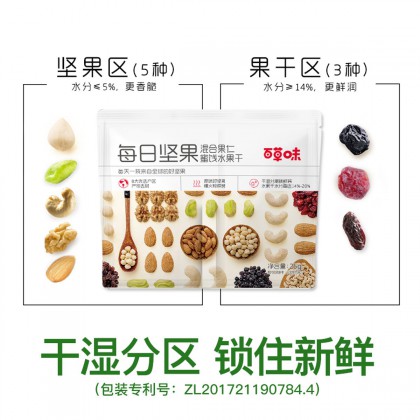 坚果区(5种)
水分≤5%，更香脆
果干区(3种)
水分≥14%，更鲜润
每日坚果
混合果仁
蜜饯水果干
百草味
干湿分区 锁住新鲜
(包装专利号：ZL201721190784.4)